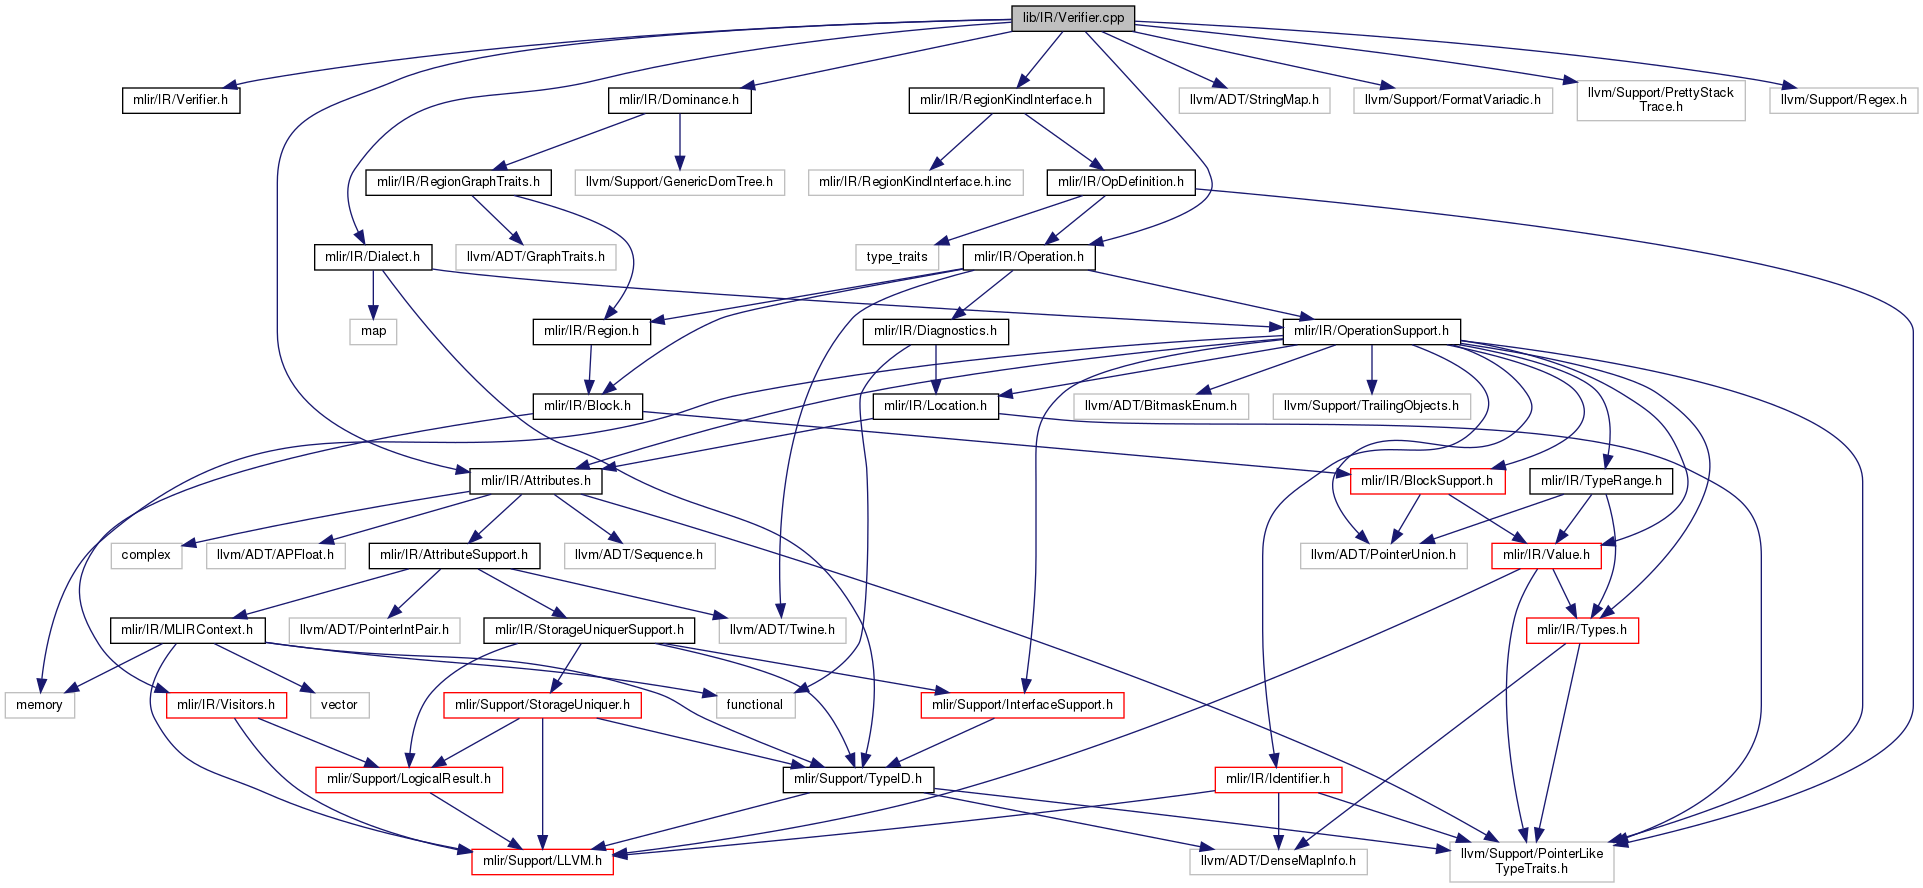 lib/IR/Verifier.cpp
mlir/IR/Verifier.h
mlir/IR/Dominance.h
mlir/IR/RegionKindInterface.h
llvm/ADT/StringMap.h
llvm/Support/FormatVariadic.h
llvm/Support/PrettyStack
Trace.h
llvm/Support/Regex.h
mlir/IR/RegionGraphTraits.h
llvm/Support/GenericDomTree.h
mlir/IR/RegionKindInterface.h.inc
mlir/IR/OpDefinition.h
mlir/IR/Dialect.h
llvm/ADT/GraphTraits.h
type_traits
mlir/IR/Operation.h
map
mlir/IR/Region.h
mlir/IR/Diagnostics.h
mlir/IR/OperationSupport.h
mlir/IR/Block.h
mlir/IR/Location.h
llvm/ADT/BitmaskEnum.h
llvm/Support/TrailingObjects.h
mlir/IR/Attributes.h
mlir/IR/BlockSupport.h
mlir/IR/TypeRange.h
complex
llvm/ADT/APFloat.h
mlir/IR/AttributeSupport.h
llvm/ADT/Sequence.h
llvm/ADT/PointerUnion.h
mlir/IR/Value.h
mlir/IR/MLIRContext.h
llvm/ADT/PointerIntPair.h
mlir/IR/StorageUniquerSupport.h
llvm/ADT/Twine.h
mlir/IR/Types.h
memory
mlir/IR/Visitors.h
vector
mlir/Support/StorageUniquer.h
functional
mlir/Support/InterfaceSupport.h
mlir/Support/LogicalResult.h
mlir/Support/TypeID.h
mlir/IR/Identifier.h
mlir/Support/LLVM.h
llvm/ADT/DenseMapInfo.h
llvm/Support/PointerLike
TypeTraits.h